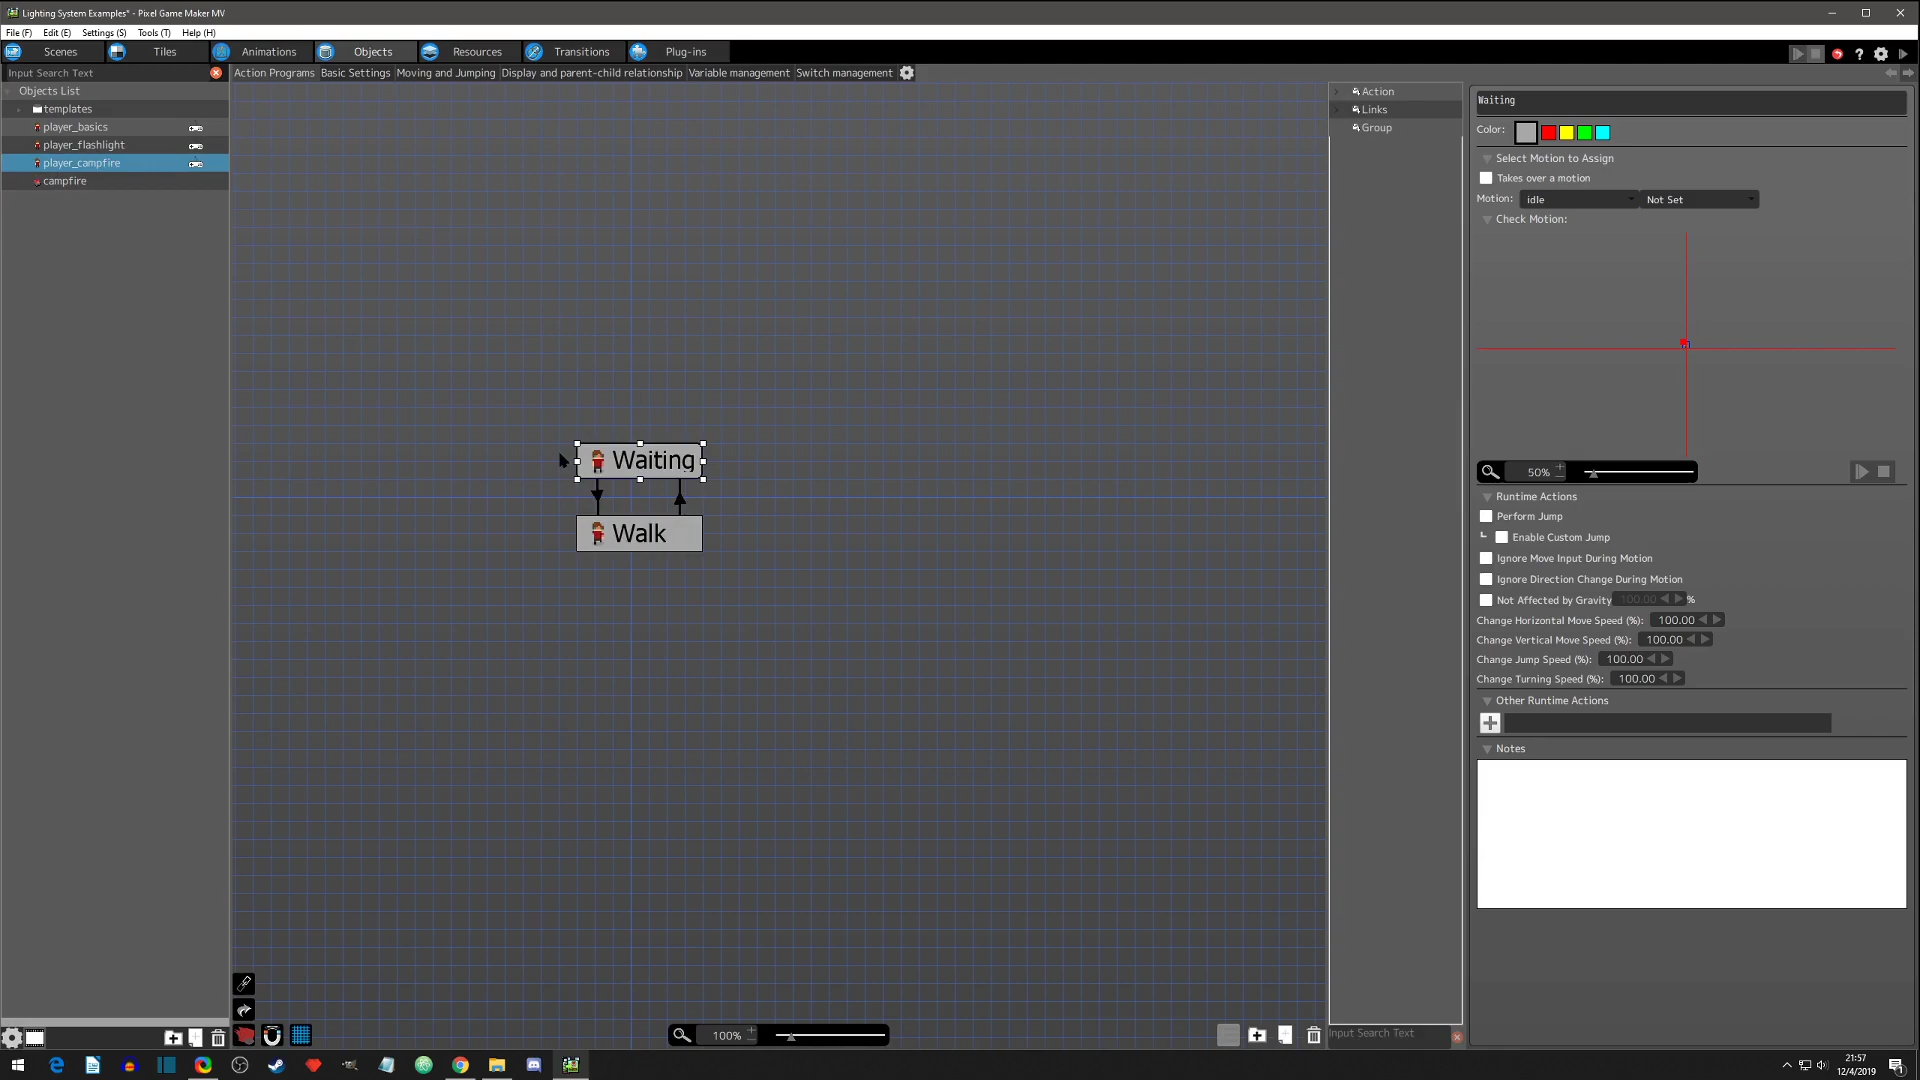 Lighting System Examples* - Pixel Game Maker MV
File (F) Edit (E) Settings (S) Tools (T) Help (H)
Scenes Tiles Animations Objects Resources Transitions Plug-ins
Input Search Text
Action Programs Basic Settings Moving and Jumping Display and parent-child relationship Variable management Switch management
Objects List
templates
player_basics
player_flashlight
player_campfire
campfire
Waiting
Walk
100%
Action
Links
Group
Input Search Text
Waiting
Color:
Select Motion to Assign
Takes over a motion
Motion: idle Not Set
Check Motion:
50%
Runtime Actions
Perform Jump
Enable Custom Jump
Ignore Move Input During Motion
Ignore Direction Change During Motion
Not Affected by Gravity 100.00 %
Change Horizontal Move Speed (%): 100.00
Change Vertical Move Speed (%): 100.00
Change Jump Speed (%): 100.00
Change Turning Speed (%): 100.00
Other Runtime Actions
Notes
21:57
12/4/2019